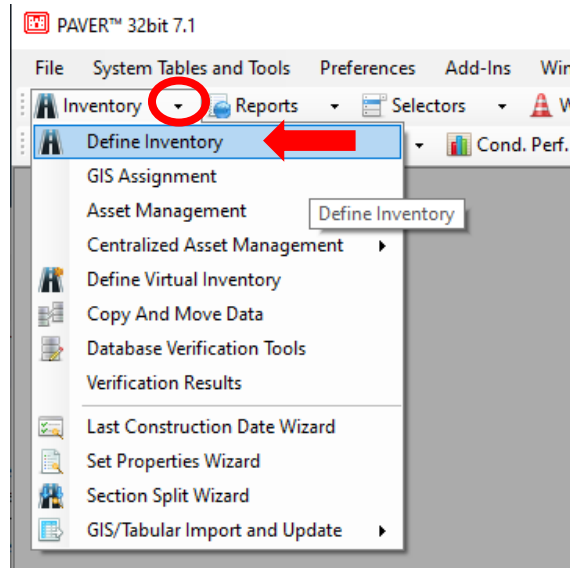 PAVER™ 32bit 7.1
File System Tables and Tools Preferences Add-Ins Win
Inventory Reports Selectors W
Define Inventory Cond. Perf.
GIS Assignment
Asset Management Define Inventory
Centralized Asset Management
Define Virtual Inventory
Copy And Move Data
Database Verification Tools
Verification Results
Last Construction Date Wizard
Set Properties Wizard
Section Split Wizard
GIS/Tabular Import and Update